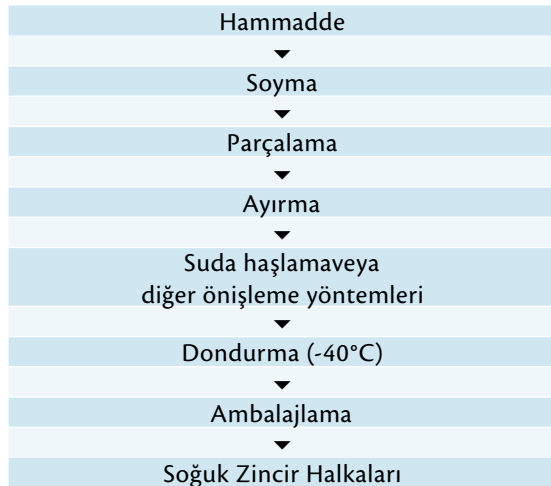 Hammadde
Soyma
Parçalama
Ayırma
Suda haşlamaveya
diğer önişleme yöntemleri
Dondurma (-40°C)
Ambalajlama
Soğuk Zincir Halkaları